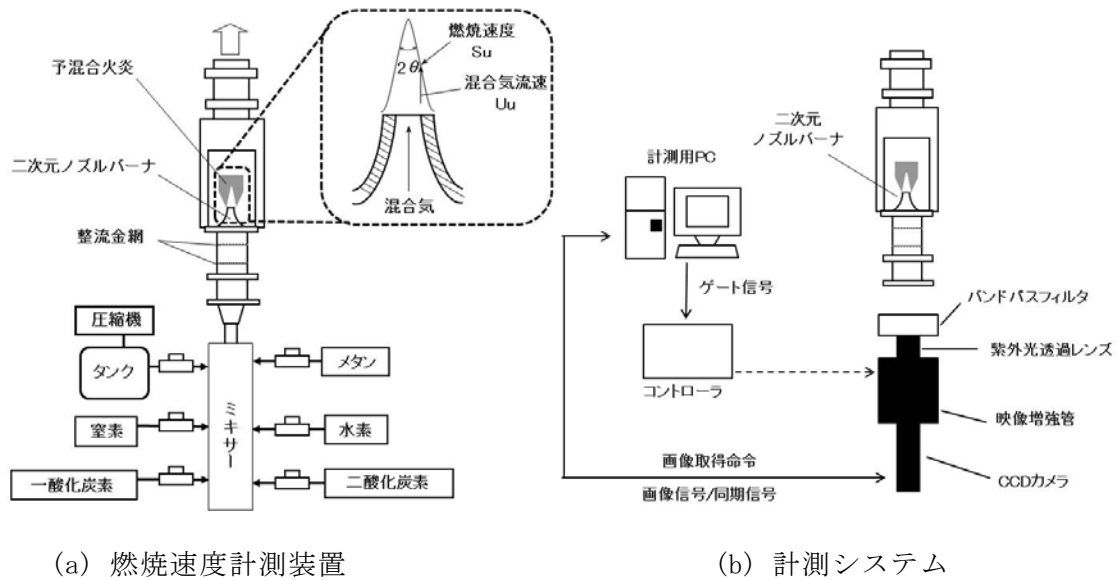 予混合火炎
二次元ノズルバーナ
整流金網
燃焼速度
Su
2θ
混合気流速
Uu
混合気
圧縮機
タンク
メタン
窒素
ミキサー
水素
一酸化炭素
二酸化炭素
(a) 燃焼速度計測装置
計測用PC
二次元
ノズルバーナ
ゲート信号
コントローラ
バンドパスフィルタ
紫外光透過レンズ
映像増強管
CCDカメラ
画像取得命令
画像信号/同期信号
(b) 計測システム